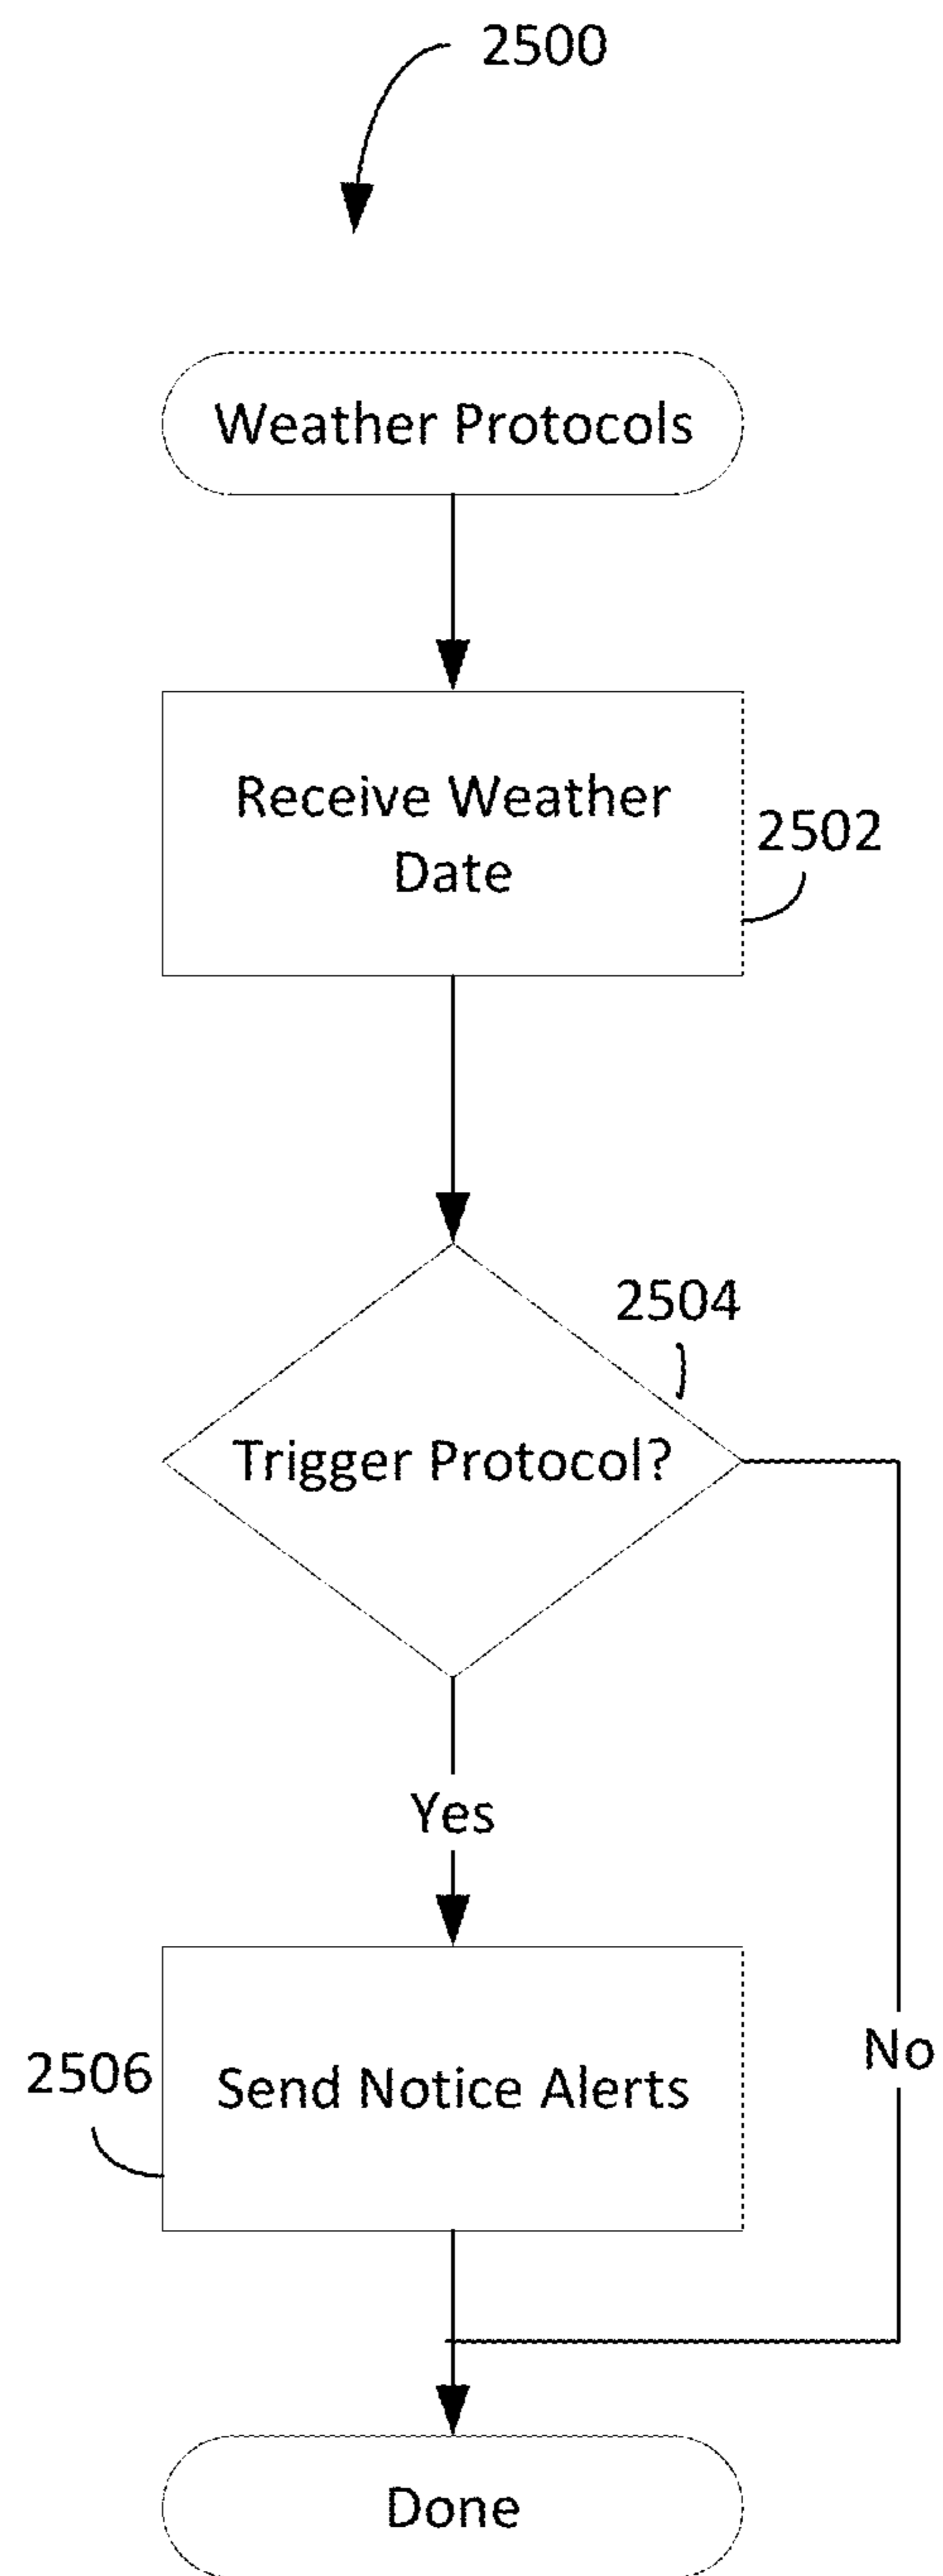 2500
Weather Protocols
Receive Weather
Date
2502
2504
Trigger Protocol?
Yes
No
2506
Send Notice Alerts
Done